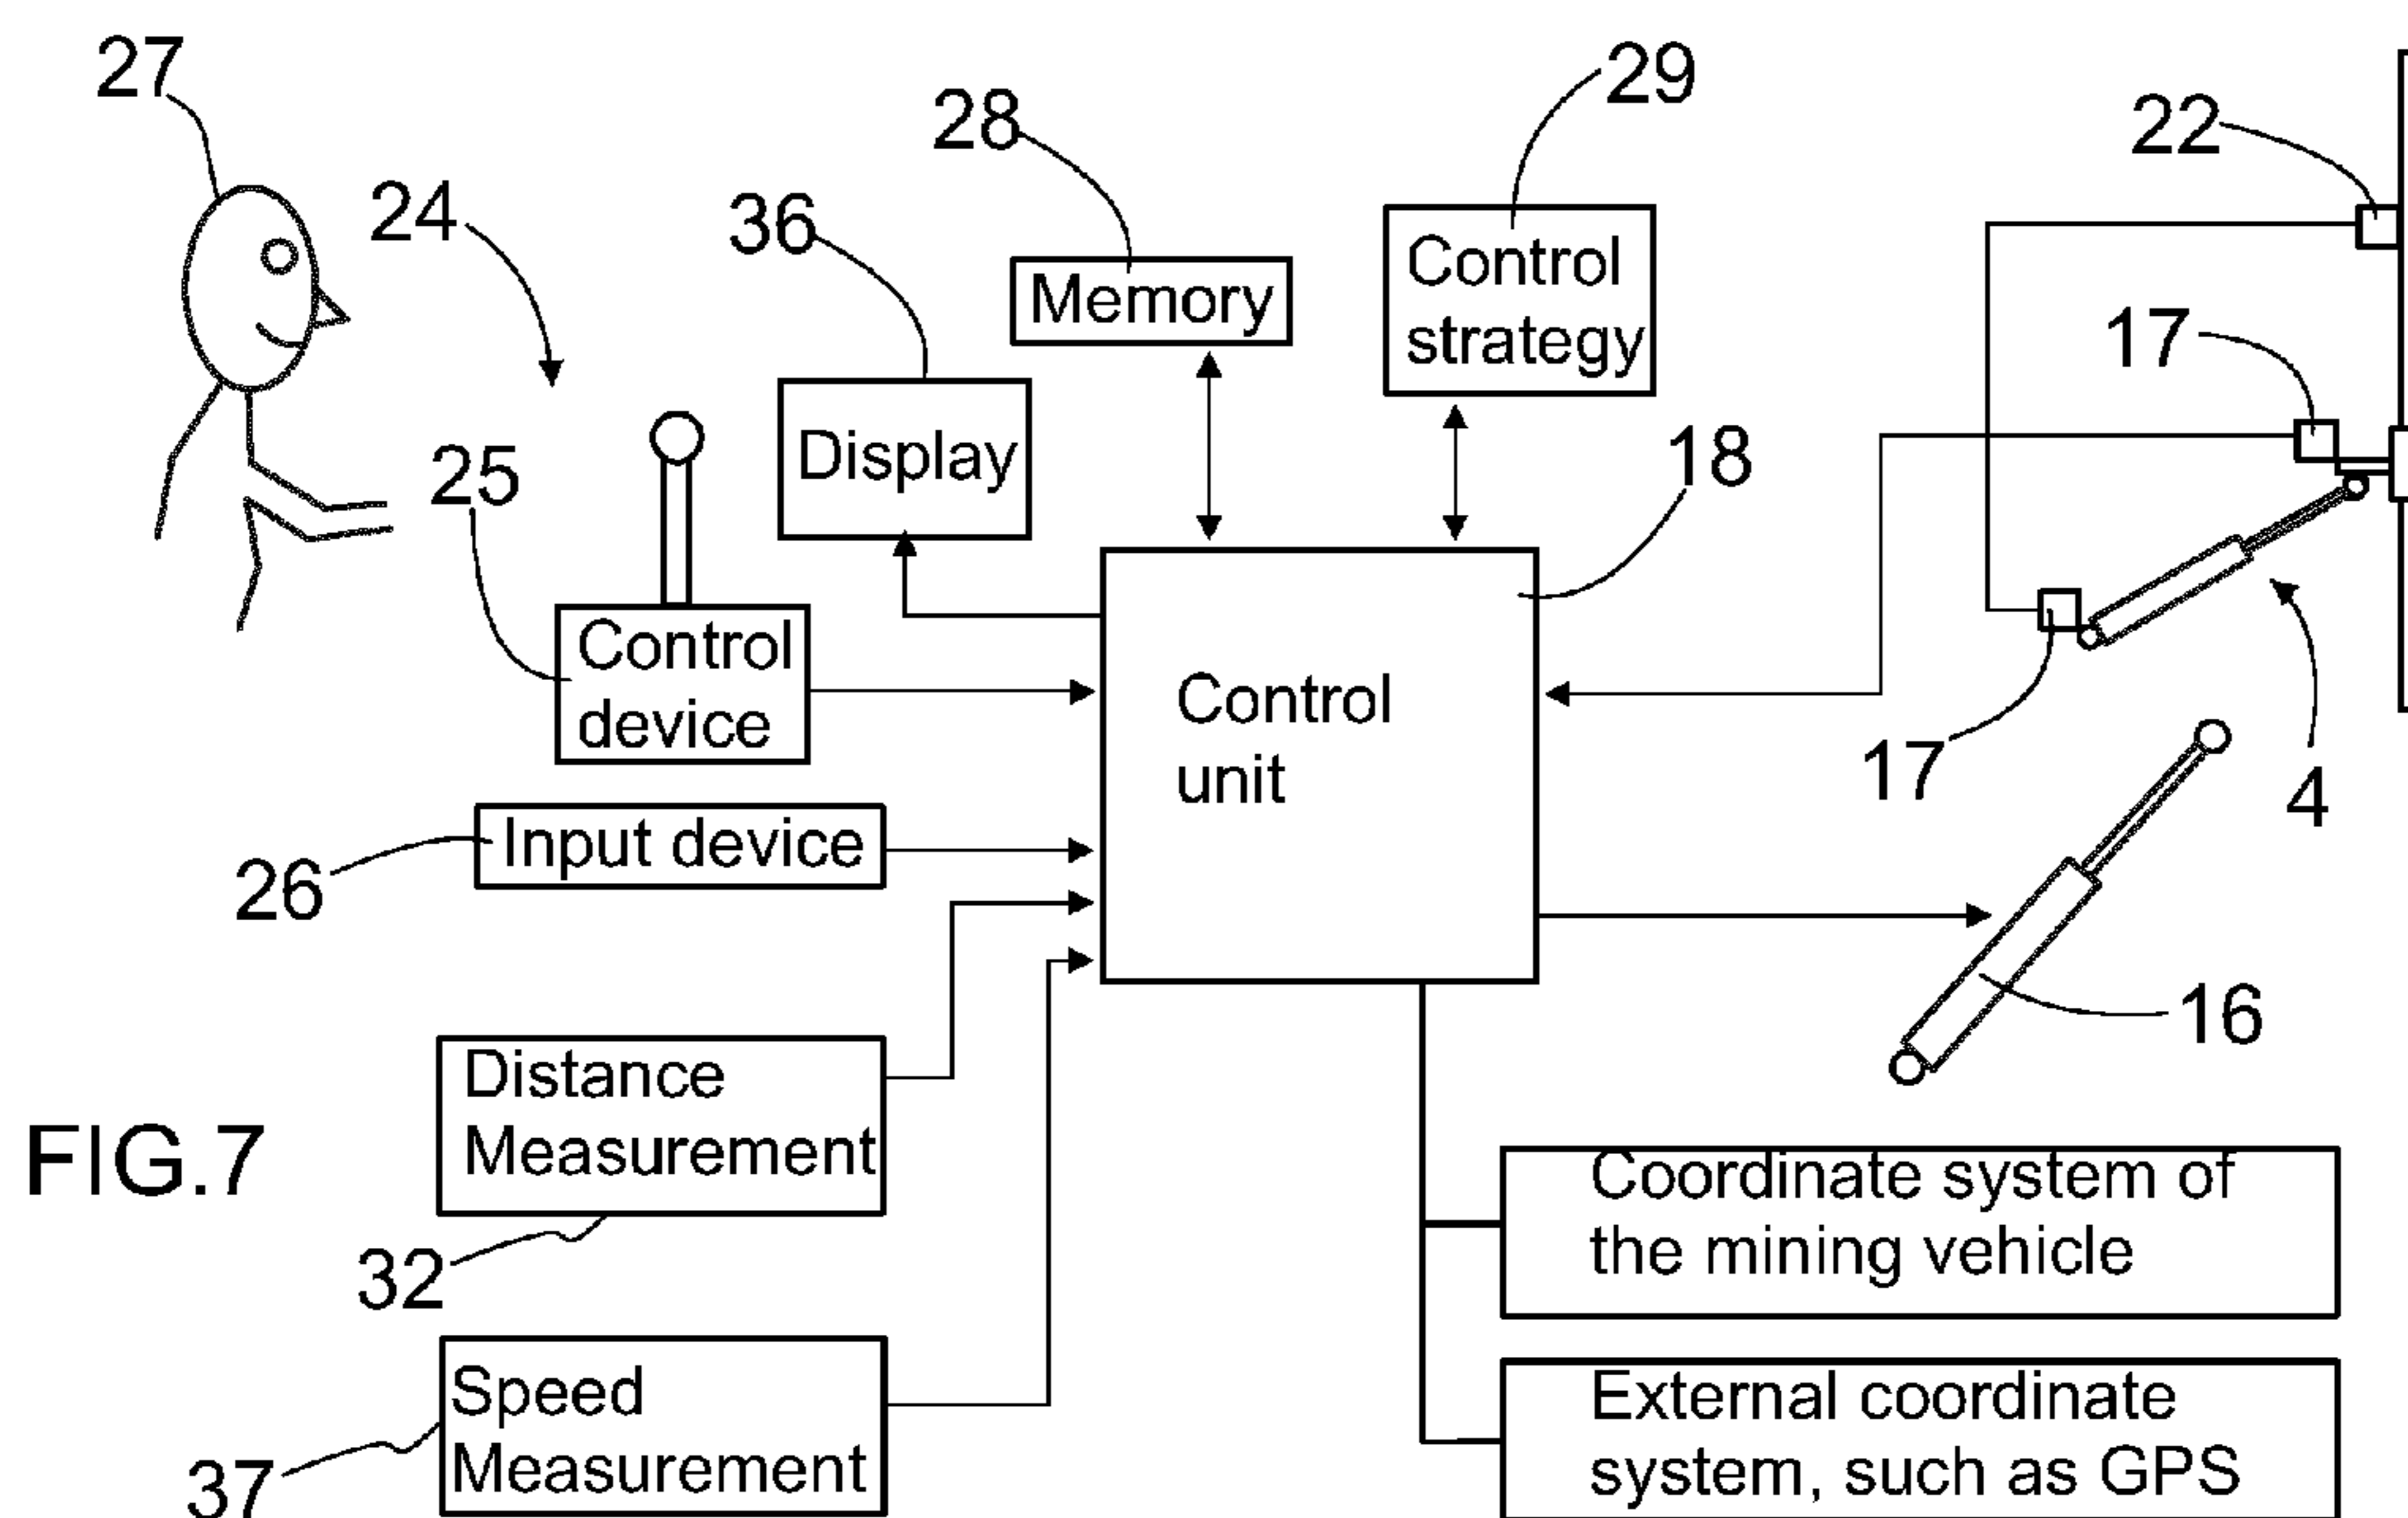 27
29
28
22
24
36
Control
strategy
Memory
17
Display
25
18
Control
device
Control
unit
17
4
Input device
26
16
Distance
Measurement
FIG.7
32
Coordinate system of
the mining vehicle
Speed
Measurement
37
External coordinate
system, such as GPS